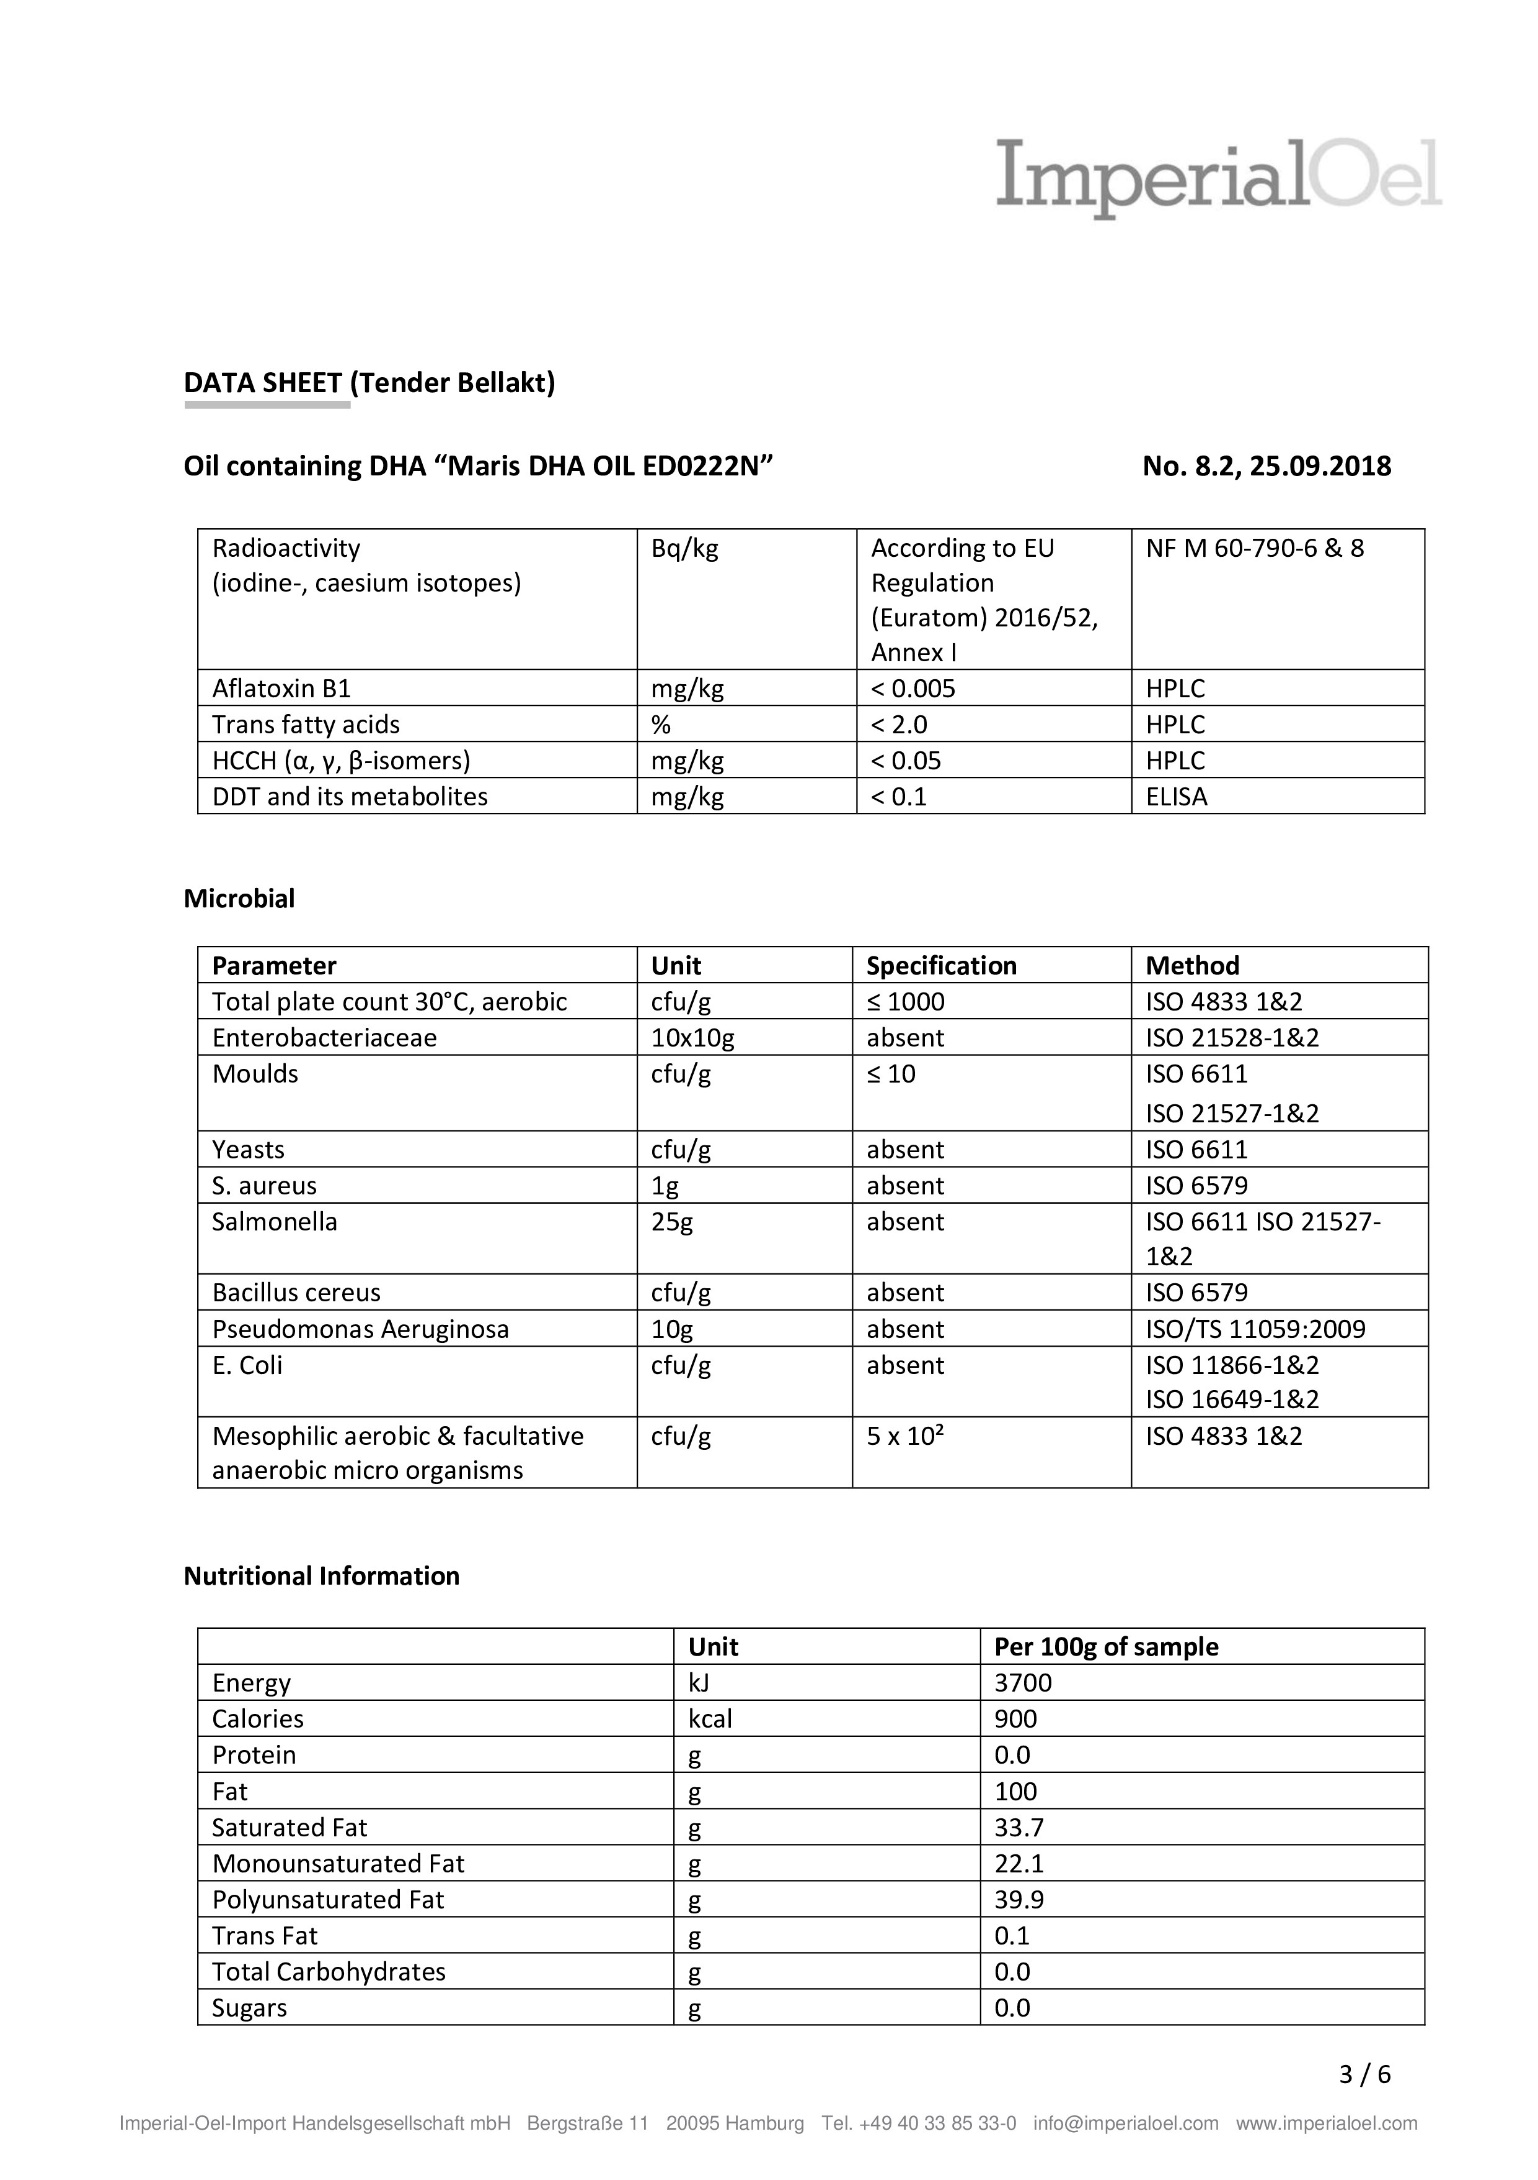 ImperialOel
DATA SHEET (Tender Bellakt)
Oil containing DHA “Maris DHA OIL ED0222N” No. 8.2, 25.09.2018
Radioactivity Bq/kg According to EU NF M 60-790-6 & 8
(iodine-, caesium isotopes) Regulation
(Euratom) 2016/52,
Annex I
Aflatoxin B1 mg/kg < 0.005 HPLC
Trans fatty acids % < 2.0 HPLC
HCCH (α, γ, β-isomers) mg/kg < 0.05 HPLC
DDT and its metabolites mg/kg < 0.1 ELISA
Microbial
Parameter Unit Specification Method
Total plate count 30°C, aerobic cfu/g ≤ 1000 ISO 4833 1&2
Enterobacteriaceae 10x10g absent ISO 21528-1&2
Moulds cfu/g ≤ 10 ISO 6611
ISO 21527-1&2
Yeasts cfu/g absent ISO 6611
S. aureus 1g absent ISO 6579
Salmonella 25g absent ISO 6611 ISO 21527-
1&2
Bacillus cereus cfu/g absent ISO 6579
Pseudomonas Aeruginosa 10g absent ISO/TS 11059:2009
E. Coli cfu/g absent ISO 11866-1&2
ISO 16649-1&2
Mesophilic aerobic & facultative cfu/g 5 x 10² ISO 4833 1&2
anaerobic micro organisms
Nutritional Information
Unit Per 100g of sample
Energy kJ 3700
Calories kcal 900
Protein g 0.0
Fat g 100
Saturated Fat g 33.7
Monounsaturated Fat g 22.1
Polyunsaturated Fat g 39.9
Trans Fat g 0.1
Total Carbohydrates g 0.0
Sugars g 0.0
3 / 6
Imperial-Oel-Import Handelsgesellschaft mbH Bergstraße 11 20095 Hamburg Tel. +49 40 33 85 33-0 info@imperialoel.com www.imperialoel.com